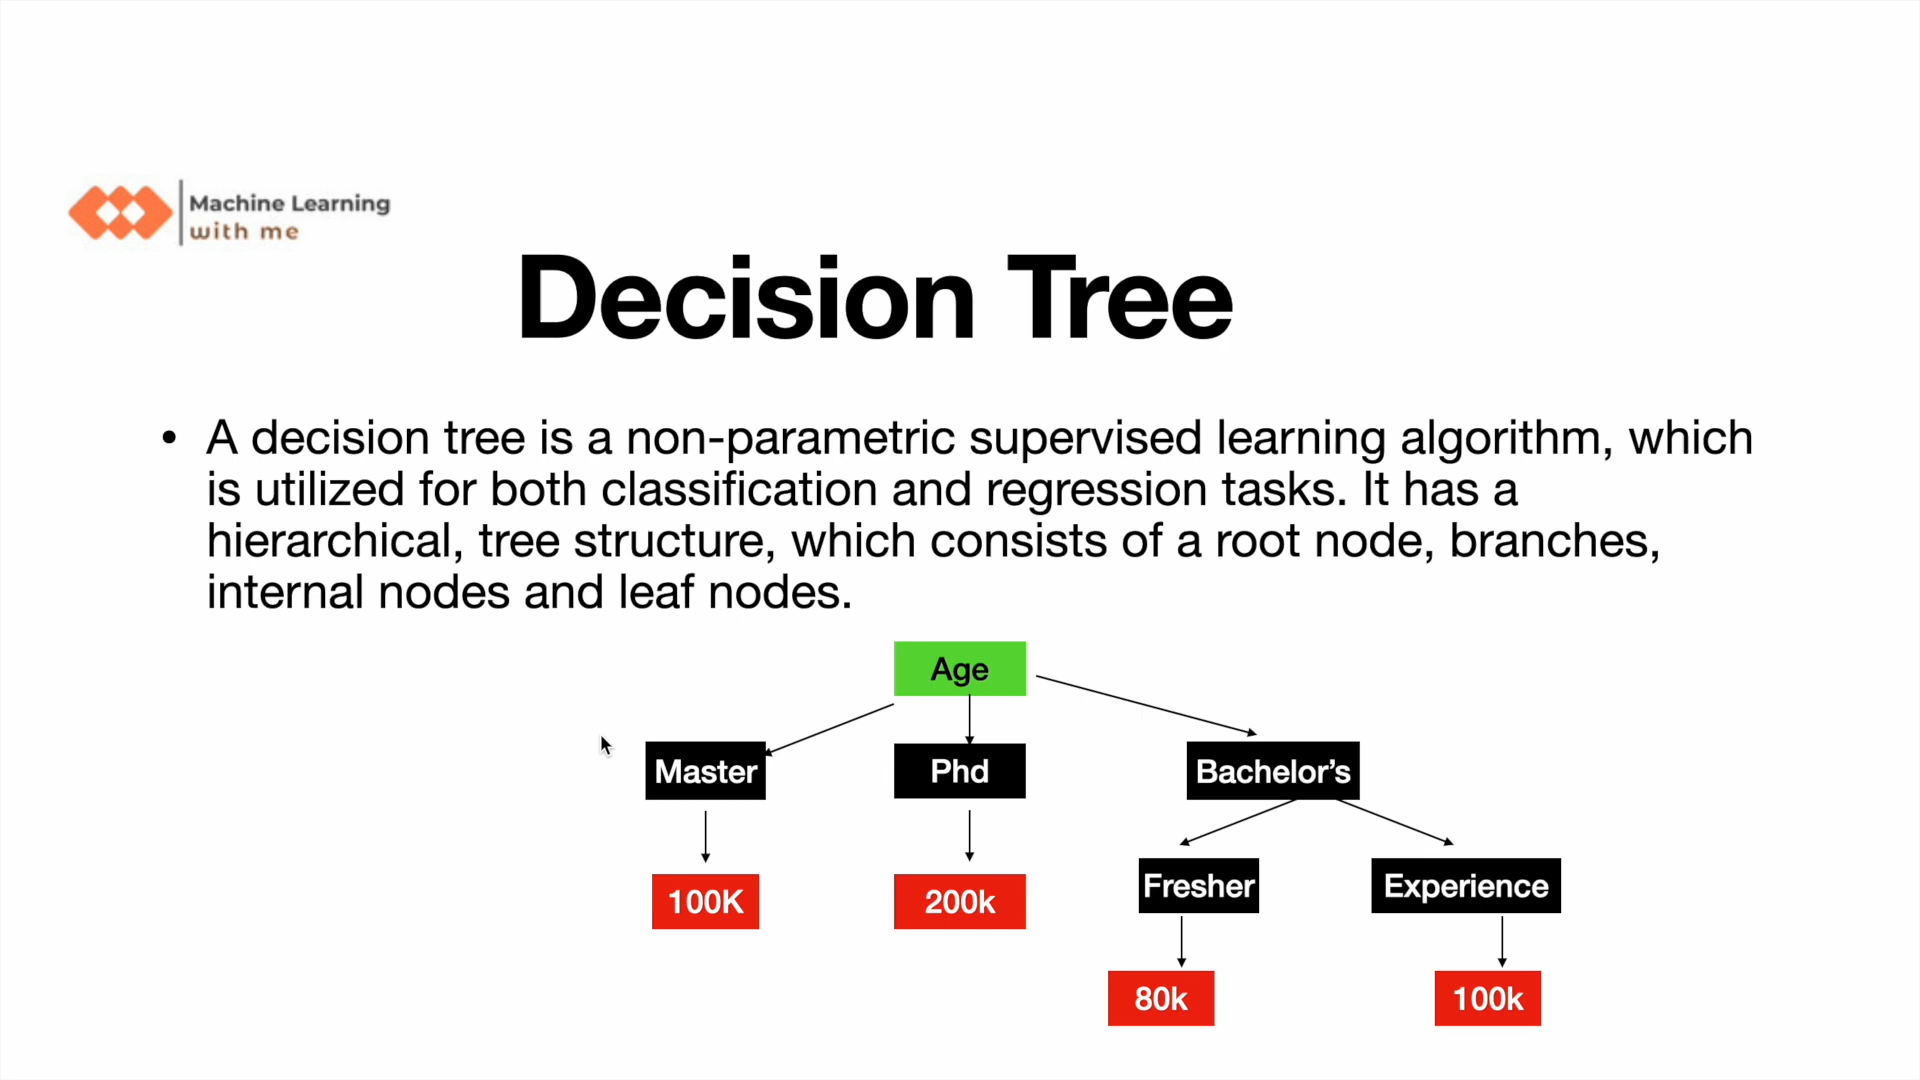 Machine Learning
with me
Decision Tree
• A decision tree is a non-parametric supervised learning algorithm, which
is utilized for both classification and regression tasks. It has a
hierarchical, tree structure, which consists of a root node, branches,
internal nodes and leaf nodes.
Age
Master Phd Bachelor’s
Fresher Experience
100K 200k
80k 100k